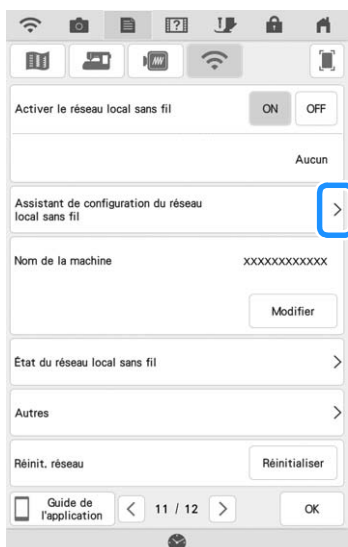 Activer le réseau local sans fil ON OFF
Aucun
Assistant de configuration du réseau
local sans fil
Nom de la machine XXXXXXXXXXXX
Modifier
État du réseau local sans fil
Autres
Réinit. réseau Réinitialiser
Guide de
l'application
11 / 12
OK